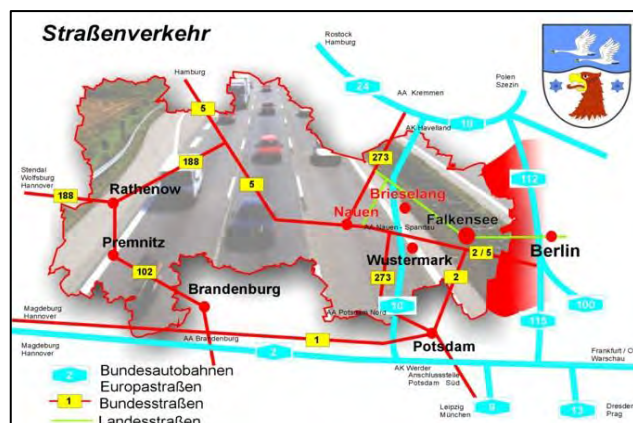 Straßenverkehr
Rostock
Hamburg
Hamburg
24
AA Kremmen
Polen
Szezin
10
AK Havelland
5
188
273
112
Stendal
Wolfsburg
Hannover
188
5
Rathenow
Brieselang
Nauen
Falkensee
AA Nauen - Spandau
2 / 5
Berlin
Premnitz
Wustermark
102
273
2
Brandenburg
10
100
Magdeburg
Hannover
AA Potsdam Nord
115
1
Potsdam
AA Brandenburg
Magdeburg
Hannover
2
Frankfurt / O
Warschau
AK Werder
Anschlussstelle
Potsdam Süd
2
Bundesautobahnen
Europastraßen
1
Bundesstraßen
Landesstraßen
Leipzig
München
9
13
Dresden
Prag